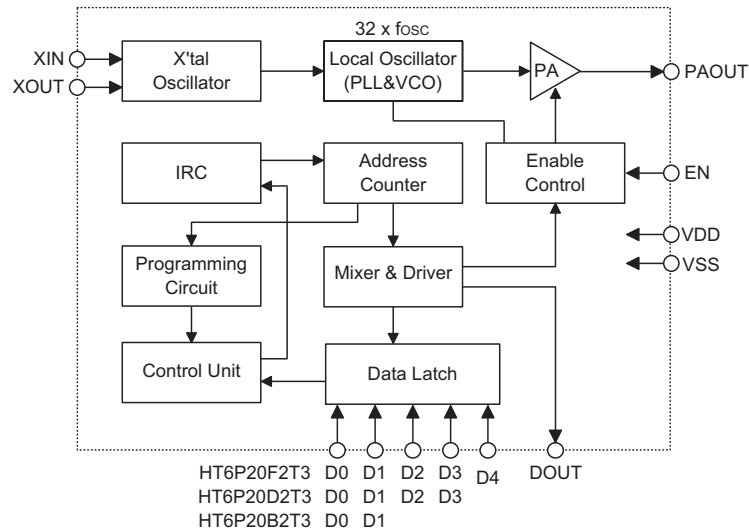 32 x fosc
XIN
XOUT
X'tal
Oscillator
Local Oscillator
(PLL&VCO)
PA
PAOUT
IRC
Address
Counter
Enable
Control
EN
VDD
VSS
Programming
Circuit
Mixer & Driver
Control Unit
Data Latch
HT6P20F2T3 D0 D1 D2 D3 D4 DOUT
HT6P20D2T3 D0 D1 D2 D3
HT6P20B2T3 D0 D1